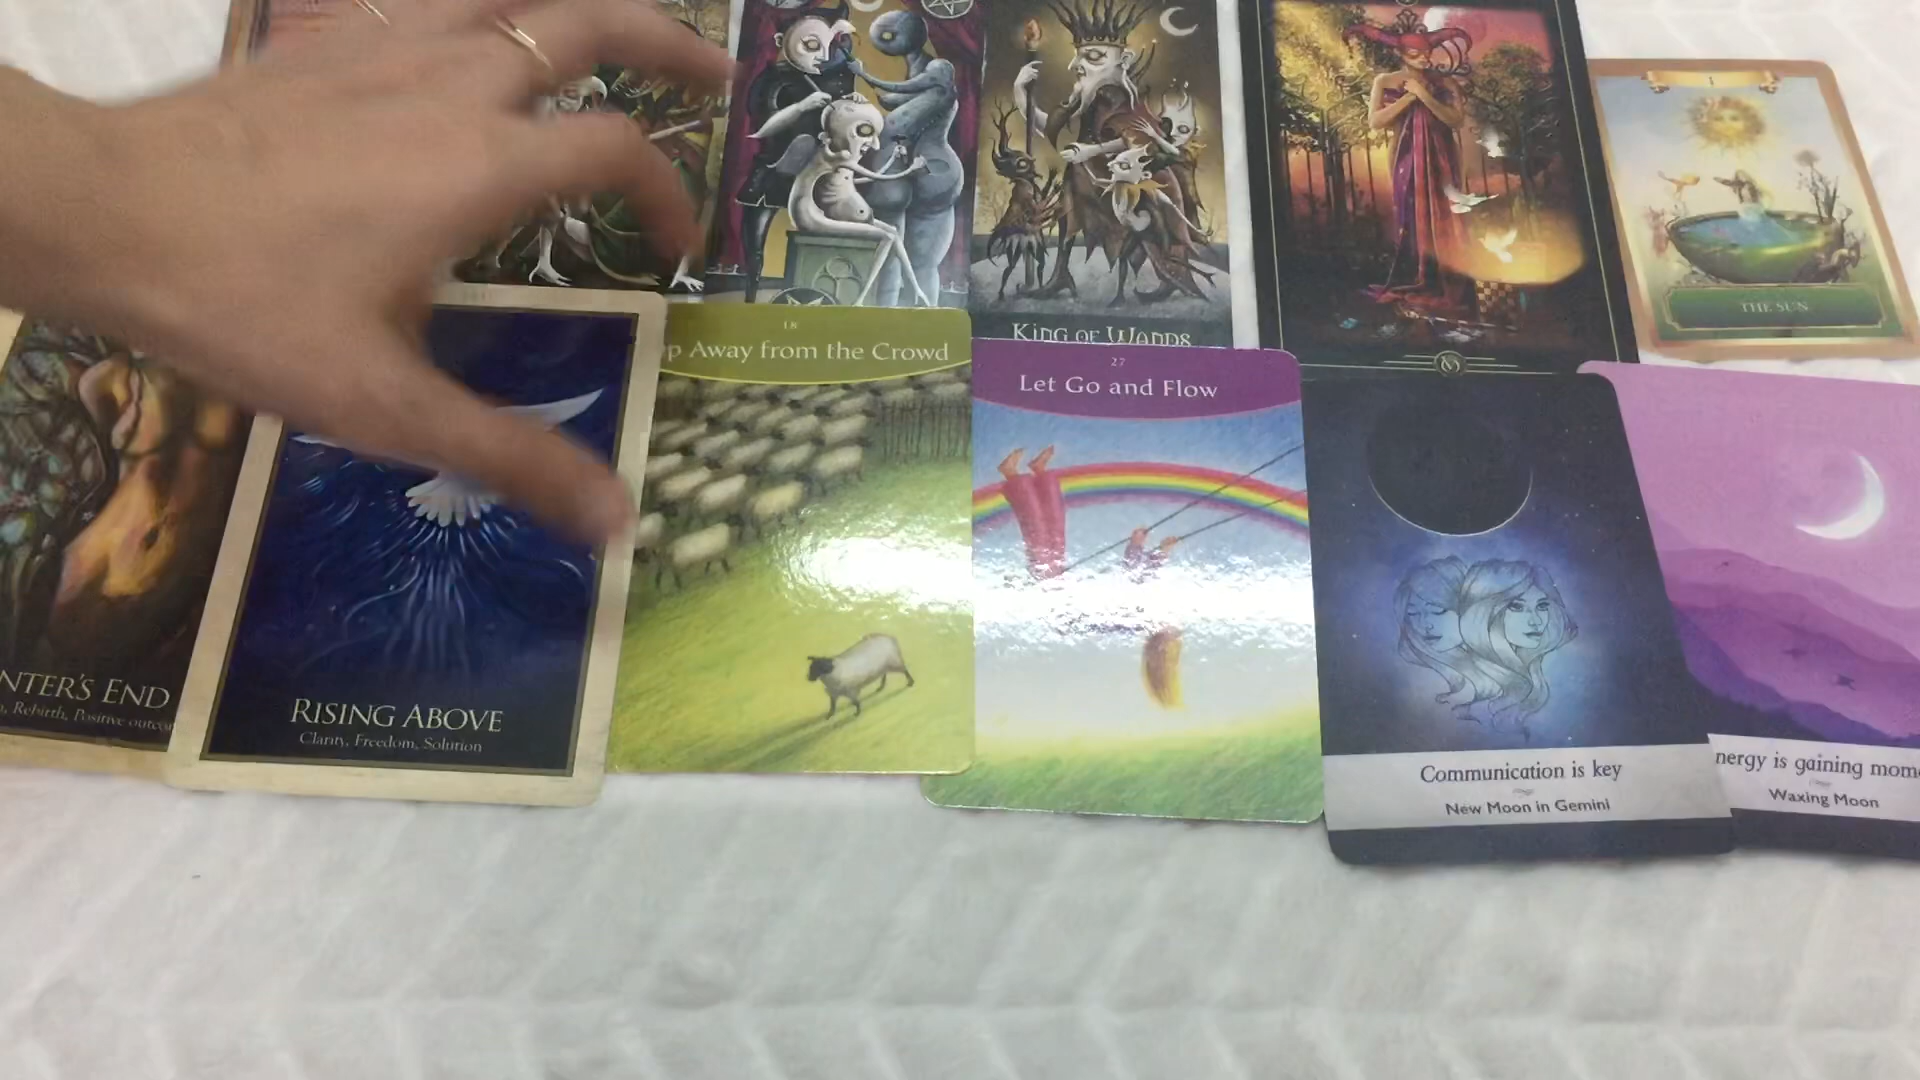 KING OF WANDS
1
THE SUN
18
p Away from the Crowd
27
Let Go and Flow
NTER'S END
Rebirth, Positive outco
RISING ABOVE
Clarity, Freedom, Solution
Communication is key
New Moon in Gemini
nergy is gaining mom
Waxing Moon